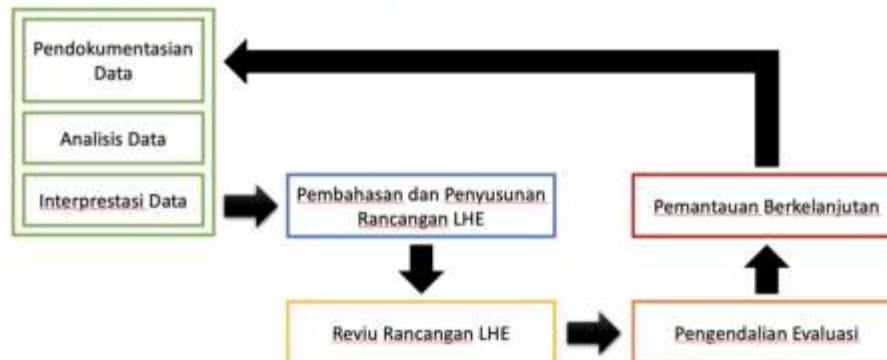 Pendokumentasian
Data
Analisis Data
Interprestasi Data
Pembahasan dan Penyusunan
Rancangan LHE
Pemantauan Berkelanjutan
Reviu Rancangan LHE
Pengendalian Evaluasi